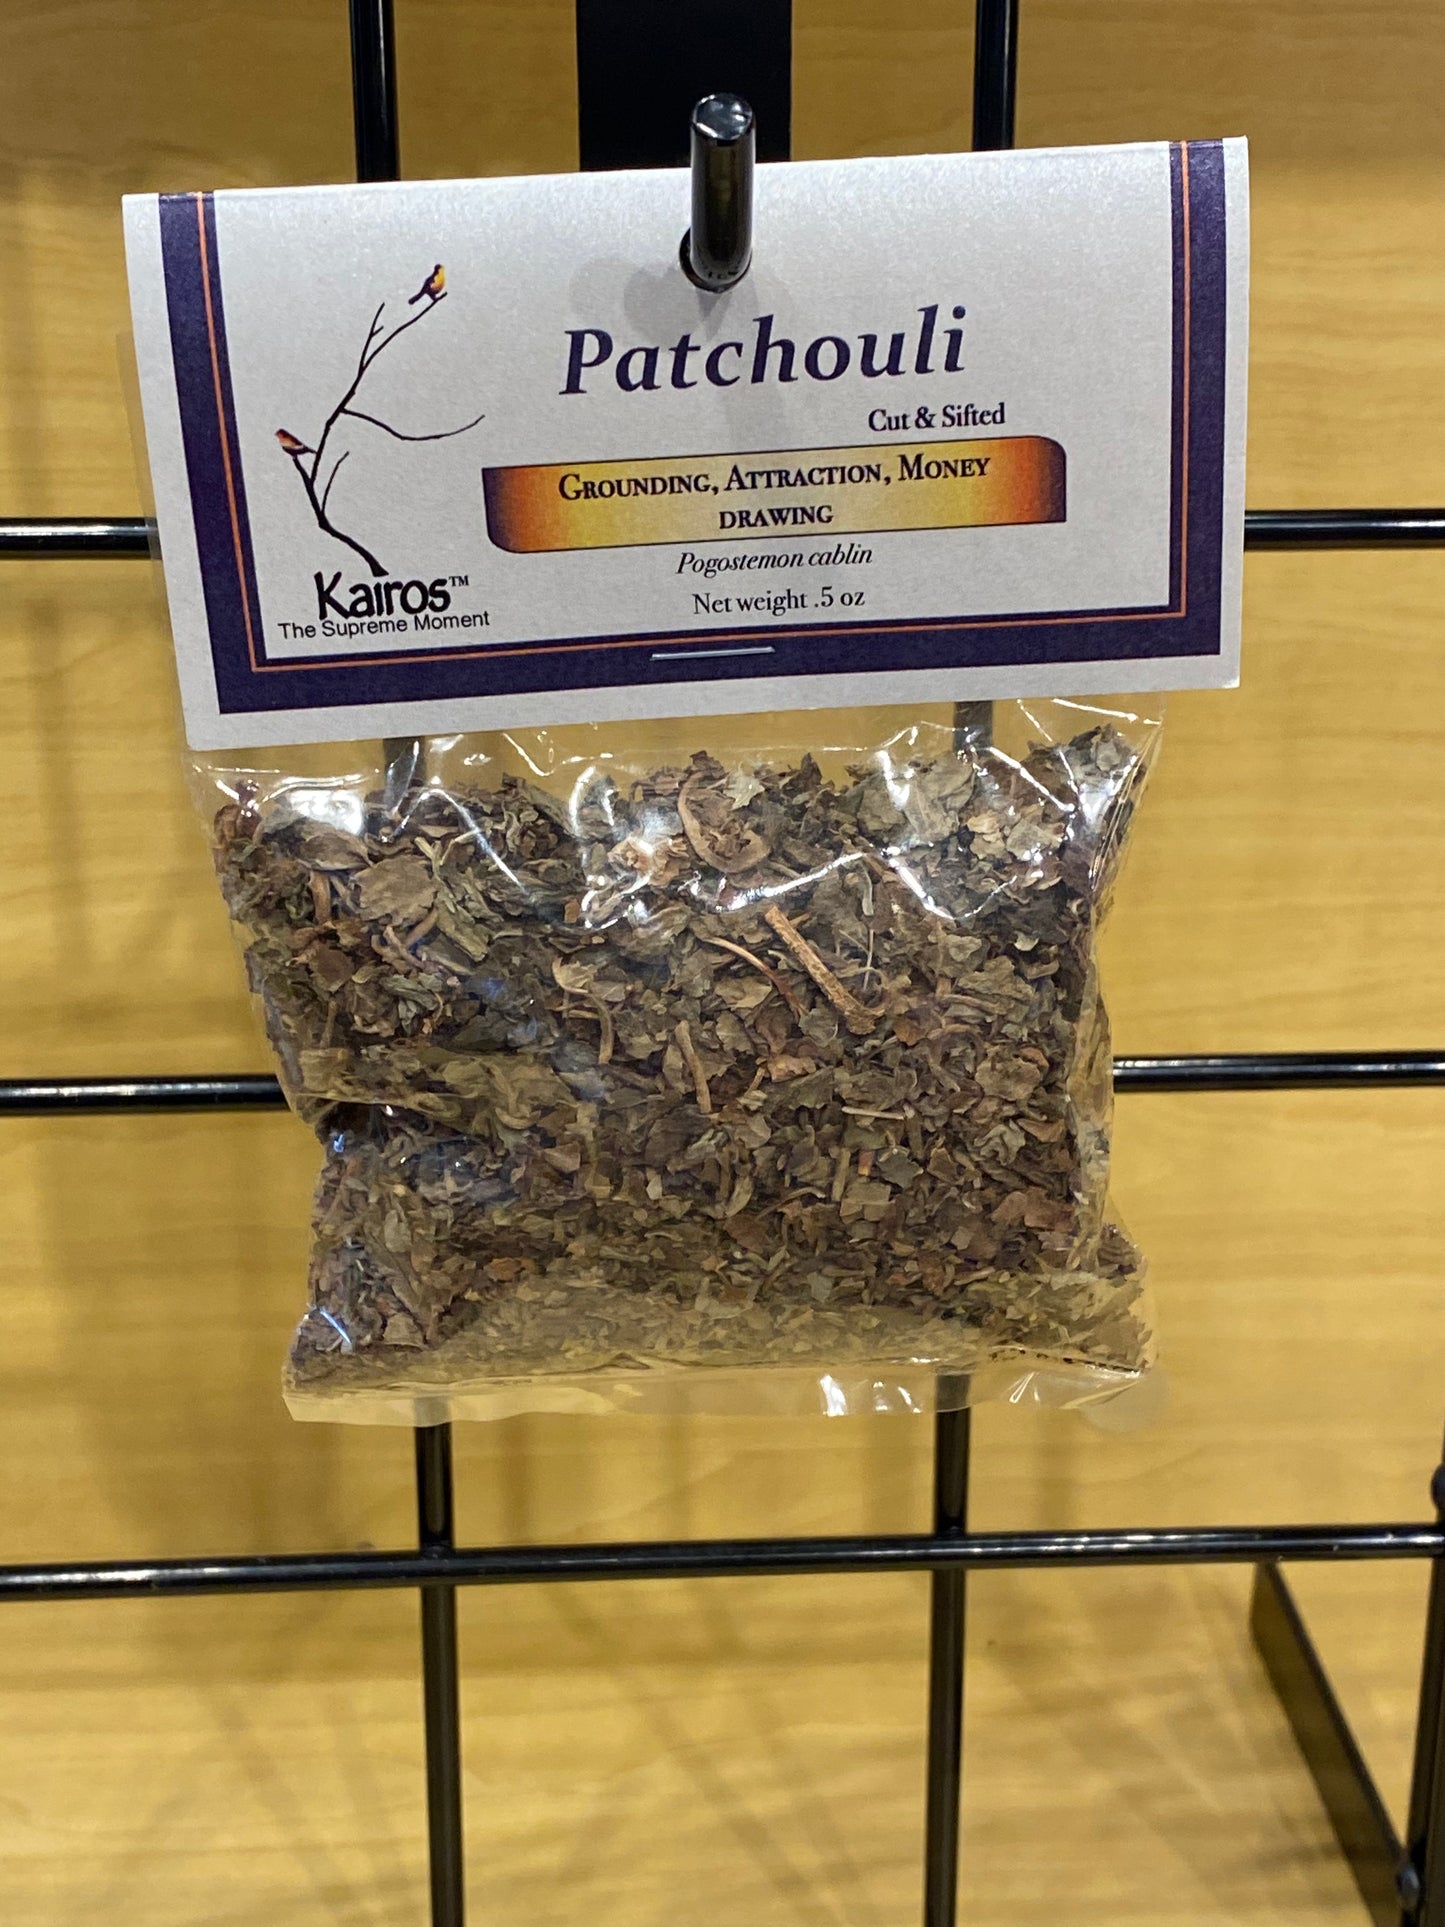 Patchouli
Cut & Sifted
Grounding, Attraction, Money
drawing
Pogostemon cablin
Net weight .5 oz
Kairos™
The Supreme Moment